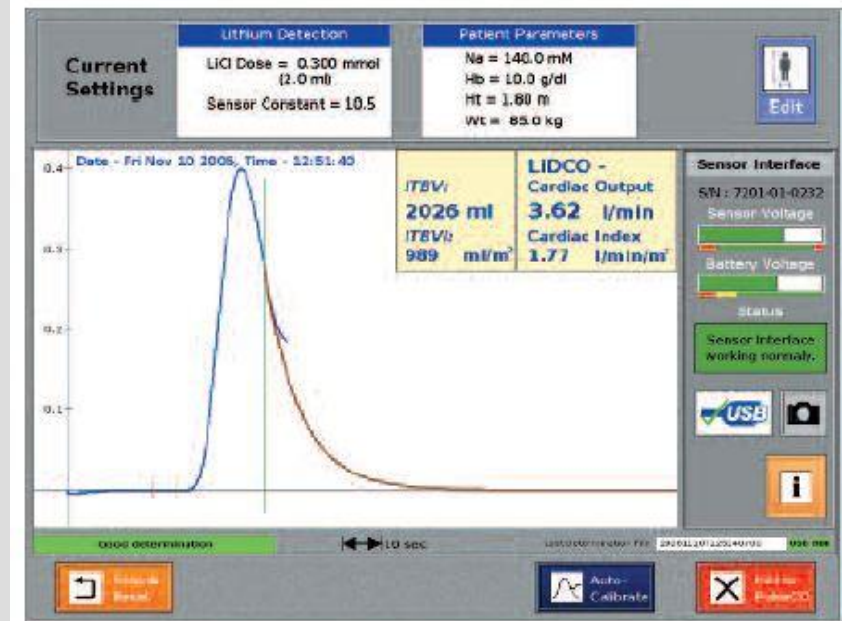 Current
Settings
Lithium Detection
LiCl Dose = 0.300 mmol
(2.0 ml)
Sensor Constant = 10.5
Patient Parameters
Na = 140.0 mM
Hb = 10.0 g/dl
Ht = 1.80 m
Wt = 85.0 kg
Edit
Date - Fri Nov 10 2006, Time - 12:51:40
0.4
0.3
0.2
0.1
ITBVi
2026 ml
ITBVIi
989 ml/m²
LiDCO -
Cardiac Output
3.62 l/min
Cardiac Index
1.77 l/min/m²
Sensor Interface
S/N : 7201-01-0232
Sensor Voltage
Battery Voltage
Status
Sensor Interface
working normaly.
USB
i
Good determination
10 sec
Auto-
Calibrate